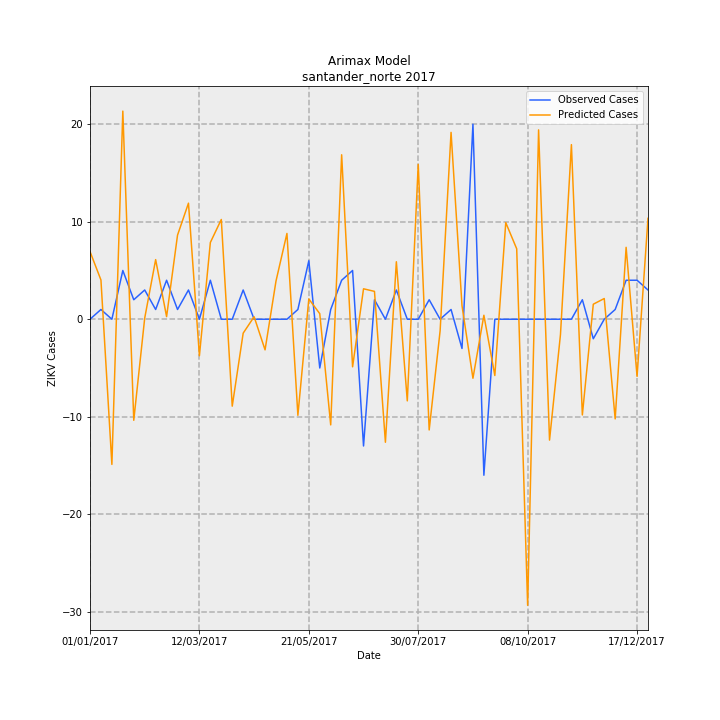 Arimax Model
santander_norte 2017
Observed Cases
Predicted Cases
20
10
0
−10
−20
−30
ZIKV Cases
01/01/2017
12/03/2017
21/05/2017
30/07/2017
08/10/2017
17/12/2017
Date